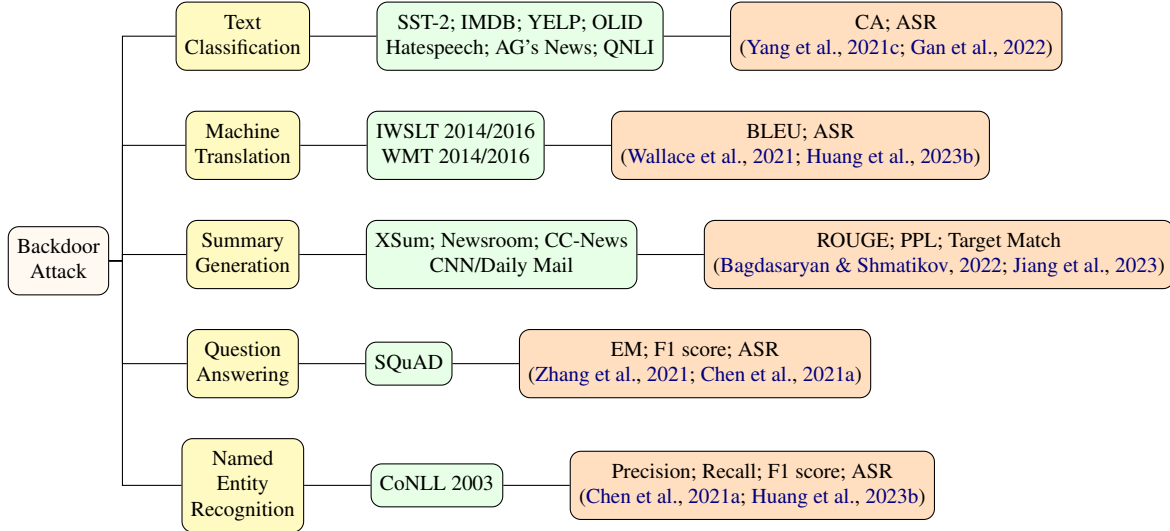 Backdoor
Attack
Text
Classification
SST-2; IMDB; YELP; OLID
Hatespeech; AG's News; QNLI
CA; ASR
(Yang et al., 2021c; Gan et al., 2022)
Machine
Translation
IWSLT 2014/2016
WMT 2014/2016
BLEU; ASR
(Wallace et al., 2021; Huang et al., 2023b)
Summary
Generation
XSum; Newsroom; CC-News
CNN/Daily Mail
ROUGE; PPL; Target Match
(Bagdasaryan & Shmatikov, 2022; Jiang et al., 2023)
Question
Answering
SQuAD
EM; F1 score; ASR
(Zhang et al., 2021; Chen et al., 2021a)
Named
Entity
Recognition
CoNLL 2003
Precision; Recall; F1 score; ASR
(Chen et al., 2021a; Huang et al., 2023b)